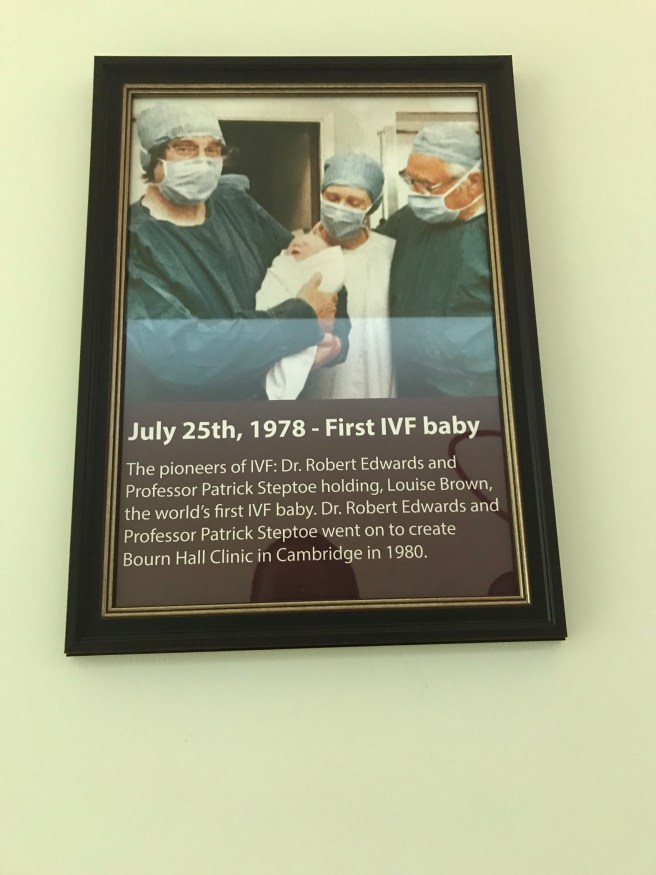 July 25th, 1978 - First IVF baby
The pioneers of IVF: Dr. Robert Edwards and
Professor Patrick Steptoe holding, Louise Brown,
the world's first IVF baby. Dr. Robert Edwards and
Professor Patrick Steptoe went on to create
Bourn Hall Clinic in Cambridge in 1980.